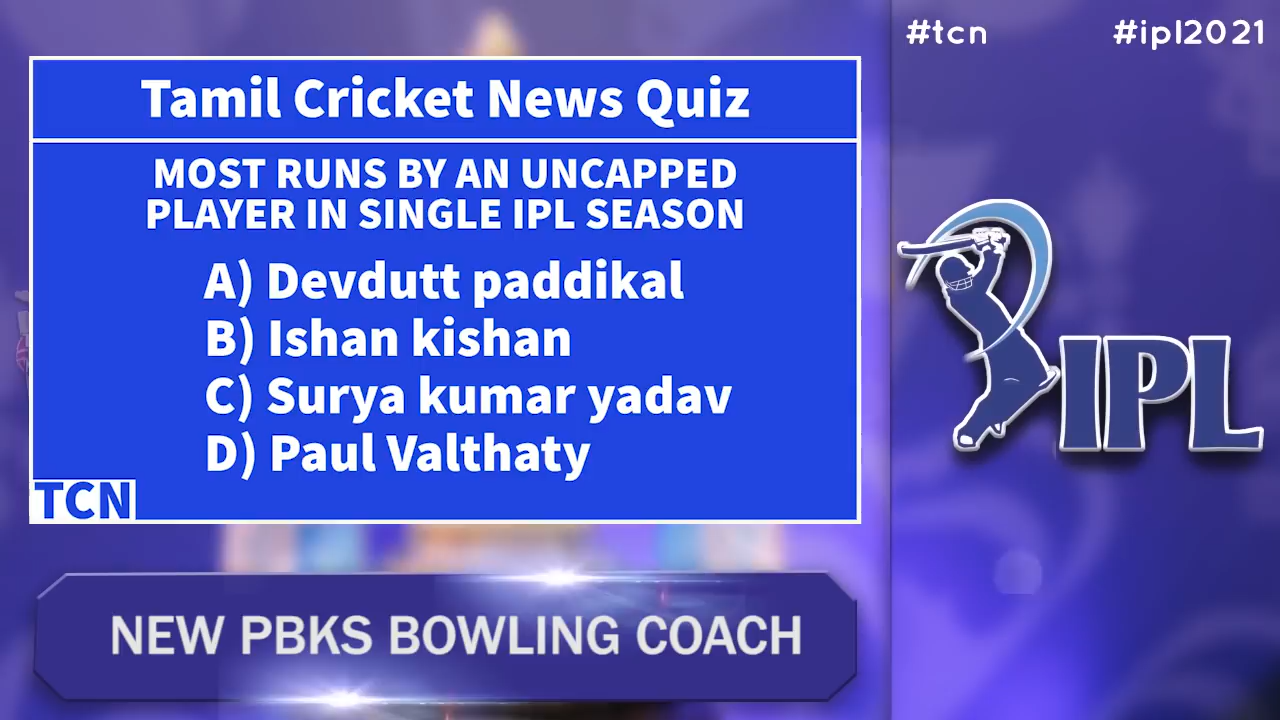 #tcn
#ipl2021
Tamil Cricket News Quiz
MOST RUNS BY AN UNCAPPED
PLAYER IN SINGLE IPL SEASON
A) Devdutt paddikal
B) Ishan kishan
C) Surya kumar yadav
D) Paul Valthaty
TCN
IPL
NEW PBKS BOWLING COACH